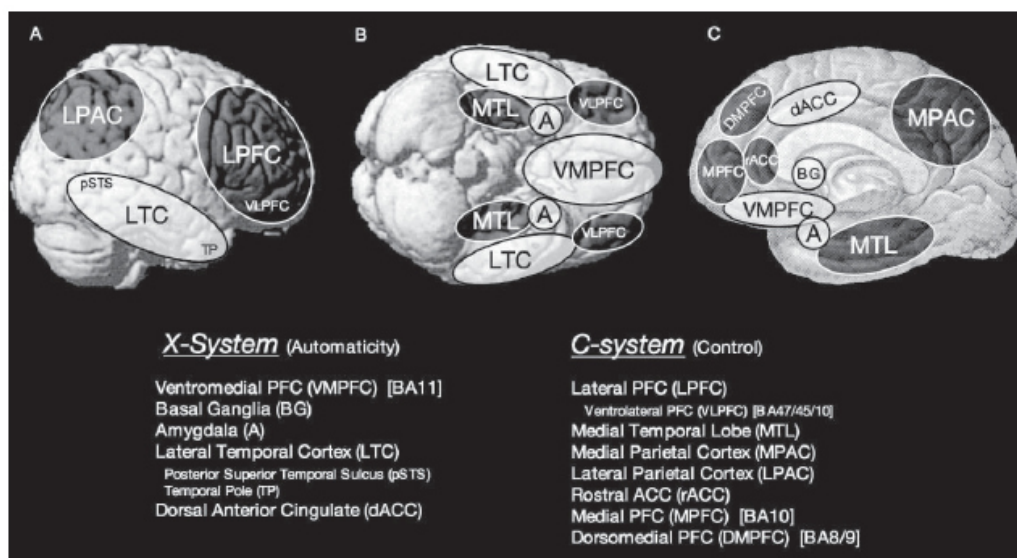 A
B
C
LPAC
LPFC
pSTS
LTC
VLPFC
TP
LTC
MTL
A
VLPFC
VMPFC
MTL
A
VLPFC
LTC
DMPFC
dACC
MPAC
MPFC
rACC
BG
VMPFC
A
MTL
X-System (Automaticity)
Ventromedial PFC (VMPFC) [BA11]
Basal Ganglia (BG)
Amygdala (A)
Lateral Temporal Cortex (LTC)
Posterior Superior Temporal Sulcus (pSTS)
Temporal Pole (TP)
Dorsal Anterior Cingulate (dACC)
C-system (Control)
Lateral PFC (LPFC)
Ventrolateral PFC (VLPFC) [BA47/45/10]
Medial Temporal Lobe (MTL)
Medial Parietal Cortex (MPAC)
Lateral Parietal Cortex (LPAC)
Rostral ACC (rACC)
Medial PFC (MPFC) [BA10]
Dorsomedial PFC (DMPFC) [BA8/9]